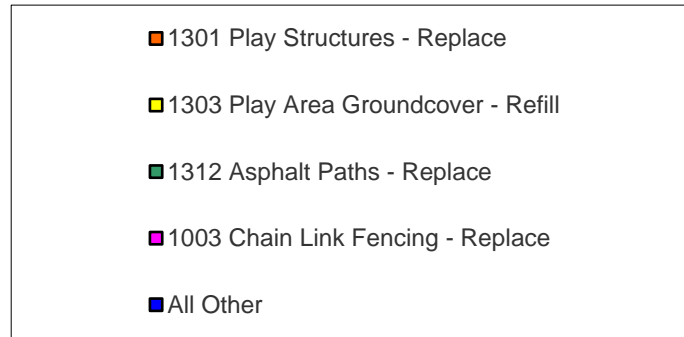 1301 Play Structures - Replace
1303 Play Area Groundcover - Refill
1312 Asphalt Paths - Replace
1003 Chain Link Fencing - Replace
All Other